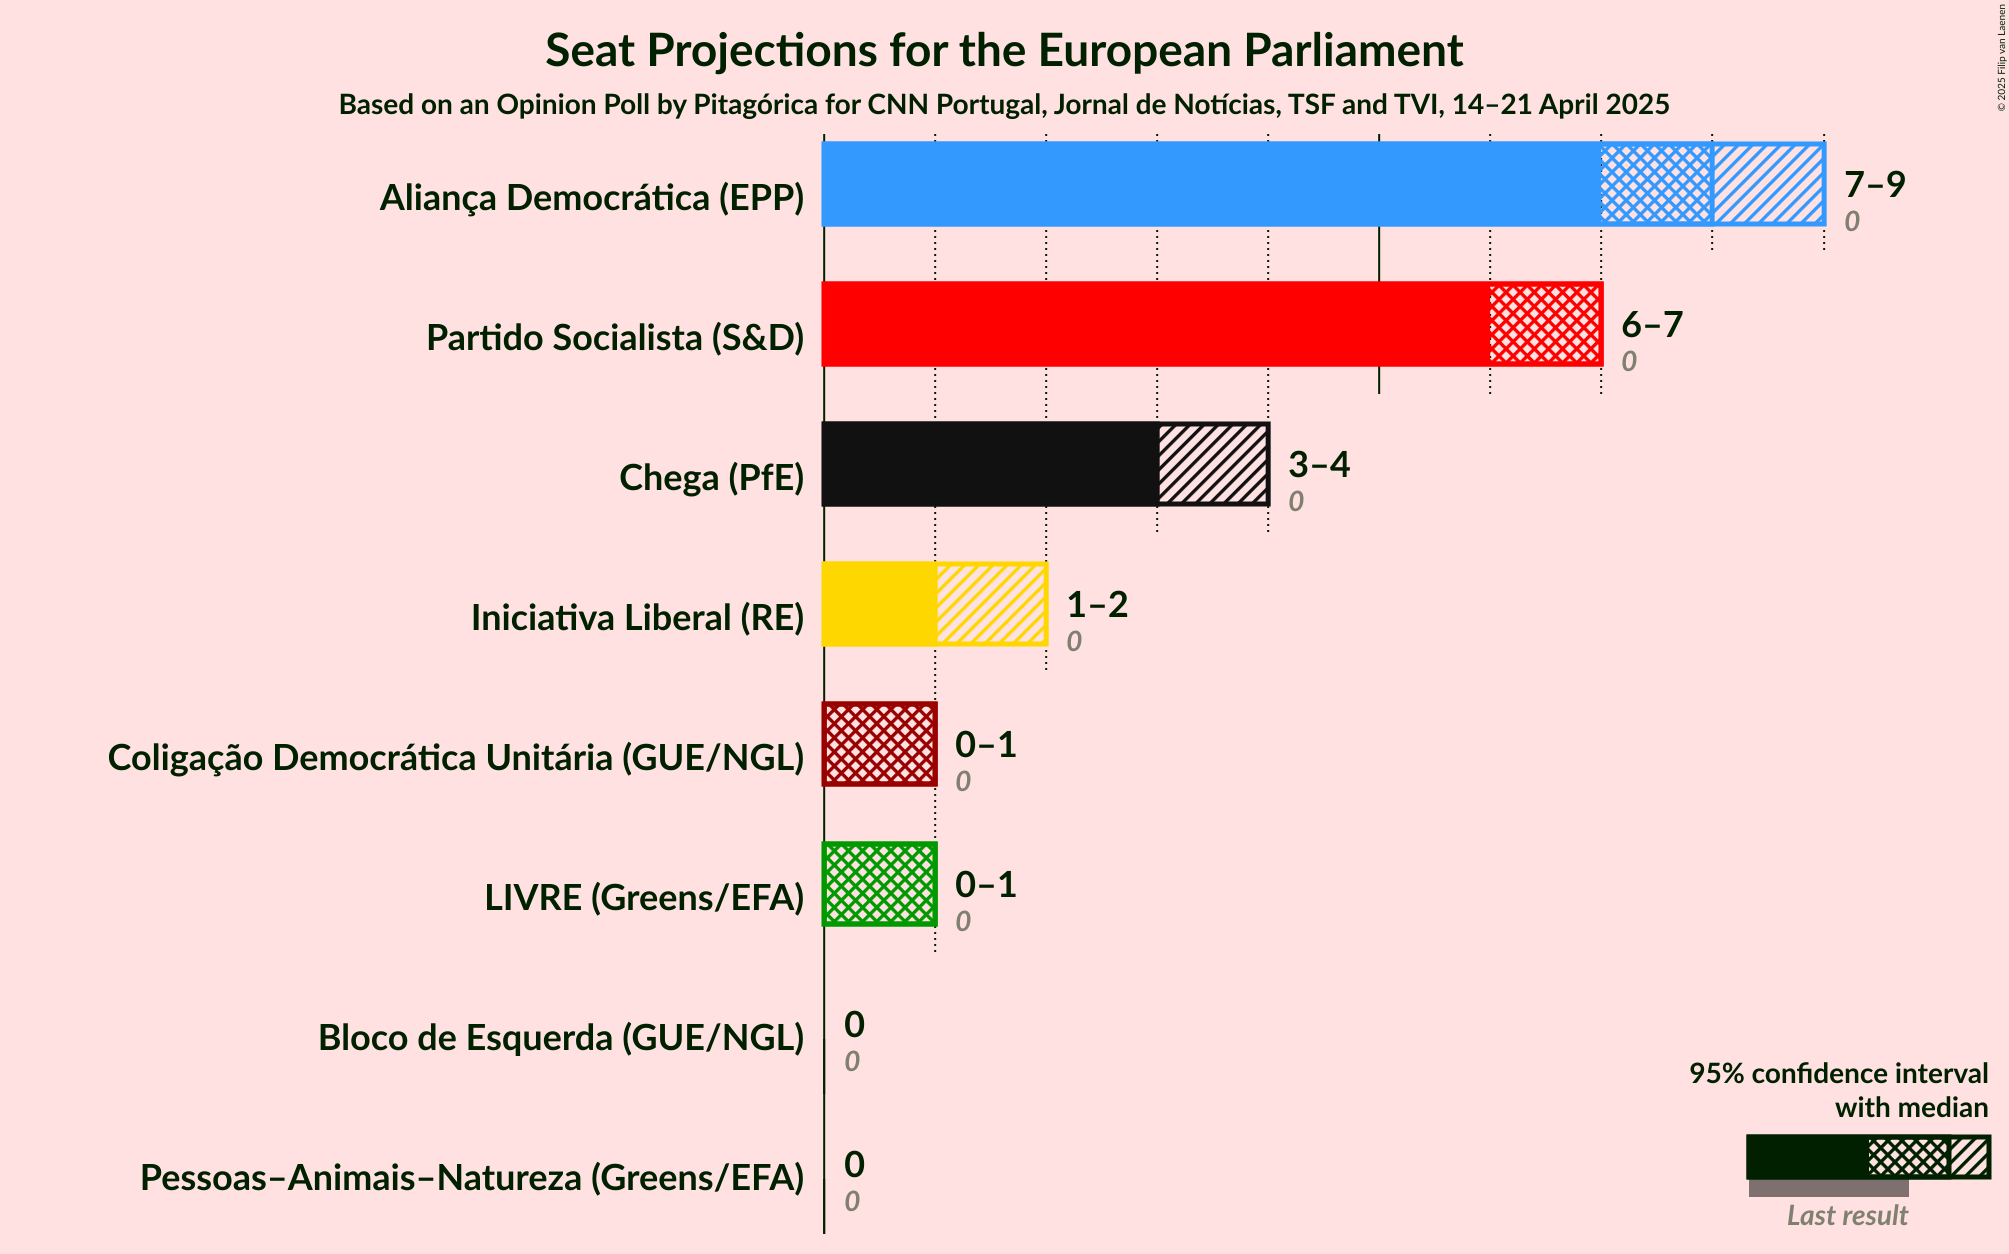 Seat Projections for the European Parliament
Based on an Opinion Poll by Pitagórica for CNN Portugal, Jornal de Notícias, TSF and TVI, 14–21 April 2025
© 2025 Filip van Laenen
Aliança Democrática (EPP)
7–9
0
Partido Socialista (S&D)
6–7
0
Chega (PfE)
3–4
0
Iniciativa Liberal (RE)
1–2
0
Coligação Democrática Unitária (GUE/NGL)
0–1
0
LIVRE (Greens/EFA)
0–1
0
Bloco de Esquerda (GUE/NGL)
0
0
Pessoas–Animais–Natureza (Greens/EFA)
0
0
95% confidence interval
with median
Last result